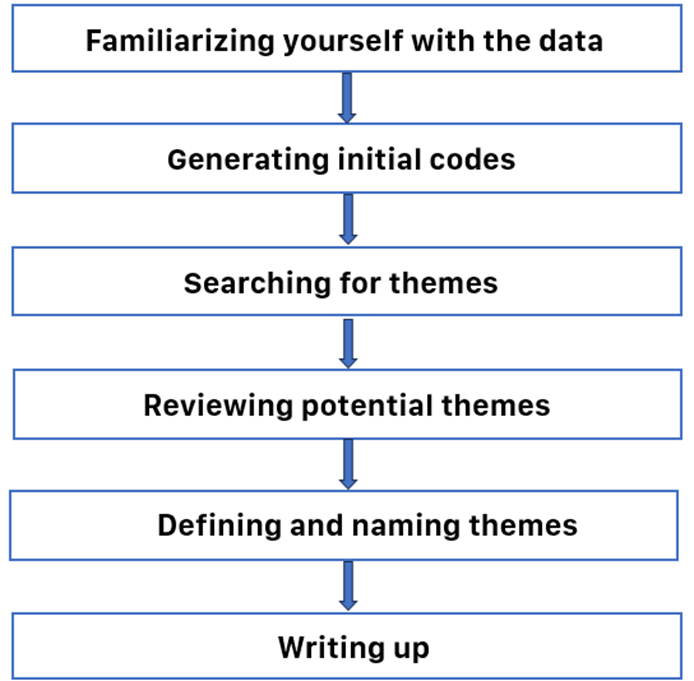 Familiarizing yourself with the data
Generating initial codes
Searching for themes
Reviewing potential themes
Defining and naming themes
Writing up